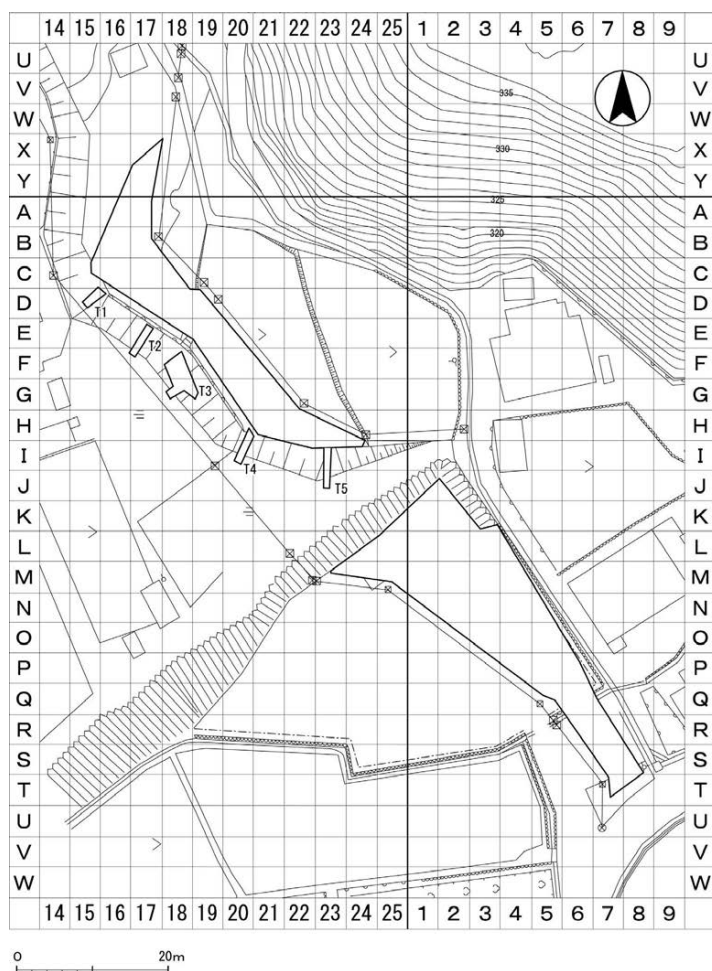 14 15 16 17 18 19 20 21 22 23 24 25 1 2 3 4 5 6 7 8 9
U U
V 335 V
W W
X 330 X
Y Y
325
A A
B 320 B
C C
D T1 D
E T2 E
F F
G T3 G
H H
I T4 I
J T5 J
K K
L L
M M
N N
O O
P P
Q Q
R R
S S
T T
U U
V V
W W
14 15 16 17 18 19 20 21 22 23 24 25 1 2 3 4 5 6 7 8 9
0 20m